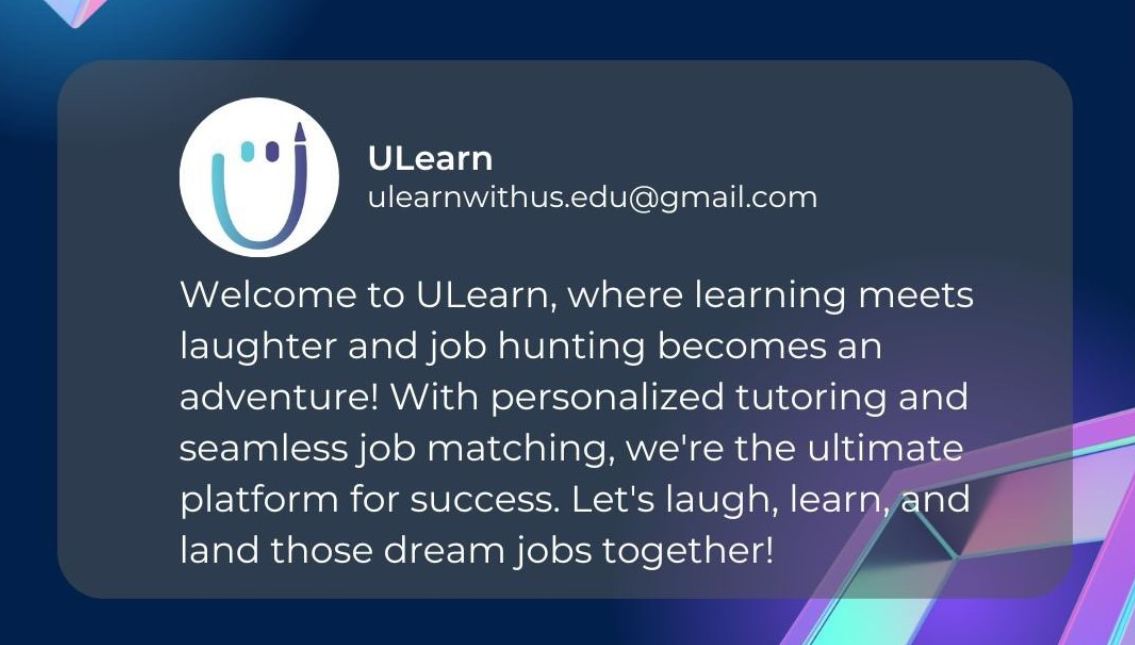 ULearn
ulearnwithus.edu@gmail.com
Welcome to ULearn, where learning meets
laughter and job hunting becomes an
adventure! With personalized tutoring and
seamless job matching, we're the ultimate
platform for success. Let's laugh, learn, and
land those dream jobs together!